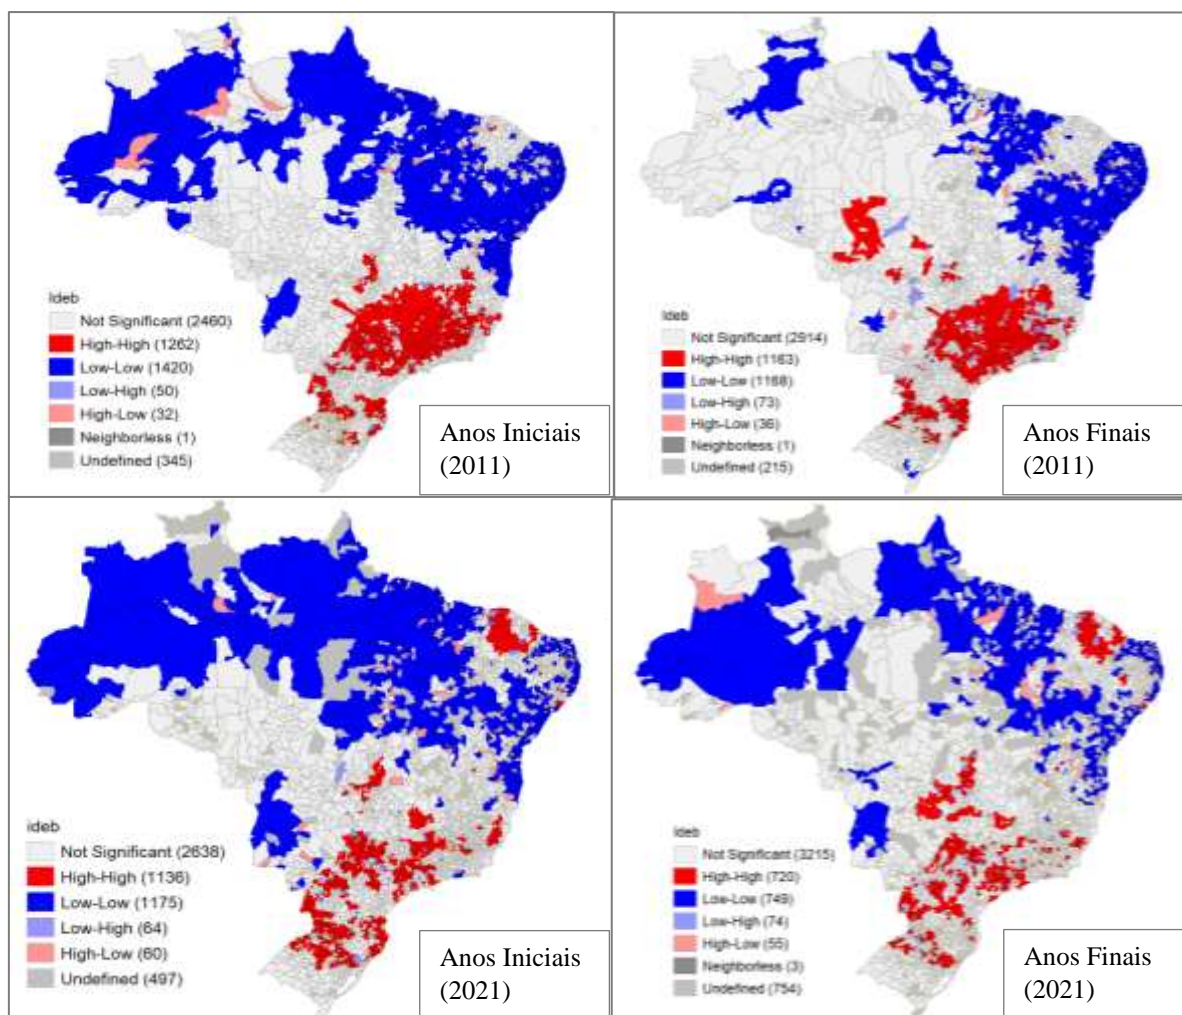 Ideb
Not Significant (2460)
High-High (1262)
Low-Low (1420)
Low-High (50)
High-Low (32)
Neighborless (1)
Undefined (345)
Anos Iniciais
(2011)
Ideb
Not Significant (2914)
High-High (1163)
Low-Low (1168)
Low-High (73)
High-Low (36)
Neighborless (1)
Undefined (215)
Anos Finais
(2011)
ideb
Not Significant (2638)
High-High (1136)
Low-Low (1175)
Low-High (64)
High-Low (60)
Undefined (497)
Anos Iniciais
(2021)
Ideb
Not Significant (3215)
High-High (720)
Low-Low (749)
Low-High (74)
High-Low (55)
Neighborless (3)
Undefined (754)
Anos Finais
(2021)